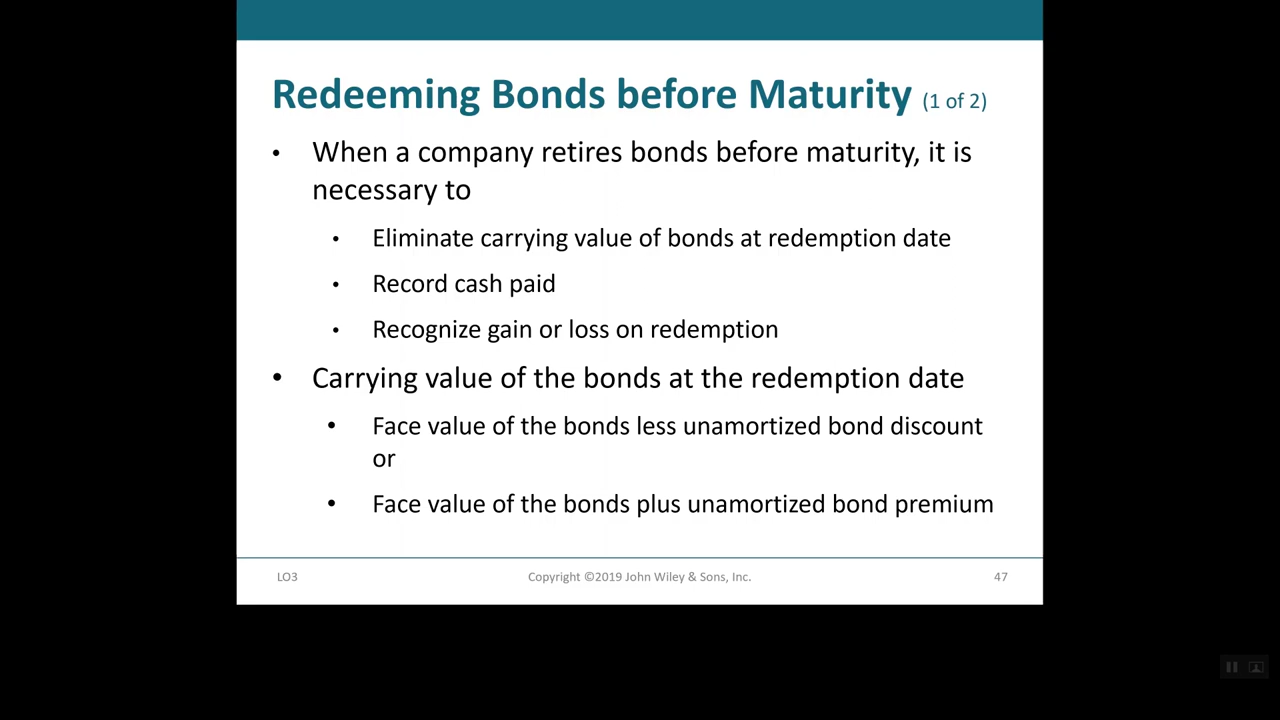 Redeeming Bonds before Maturity (1 of 2)
• When a company retires bonds before maturity, it is
necessary to
• Eliminate carrying value of bonds at redemption date
• Record cash paid
• Recognize gain or loss on redemption
• Carrying value of the bonds at the redemption date
• Face value of the bonds less unamortized bond discount
or
• Face value of the bonds plus unamortized bond premium
LO3 Copyright ©2019 John Wiley & Sons, Inc. 47